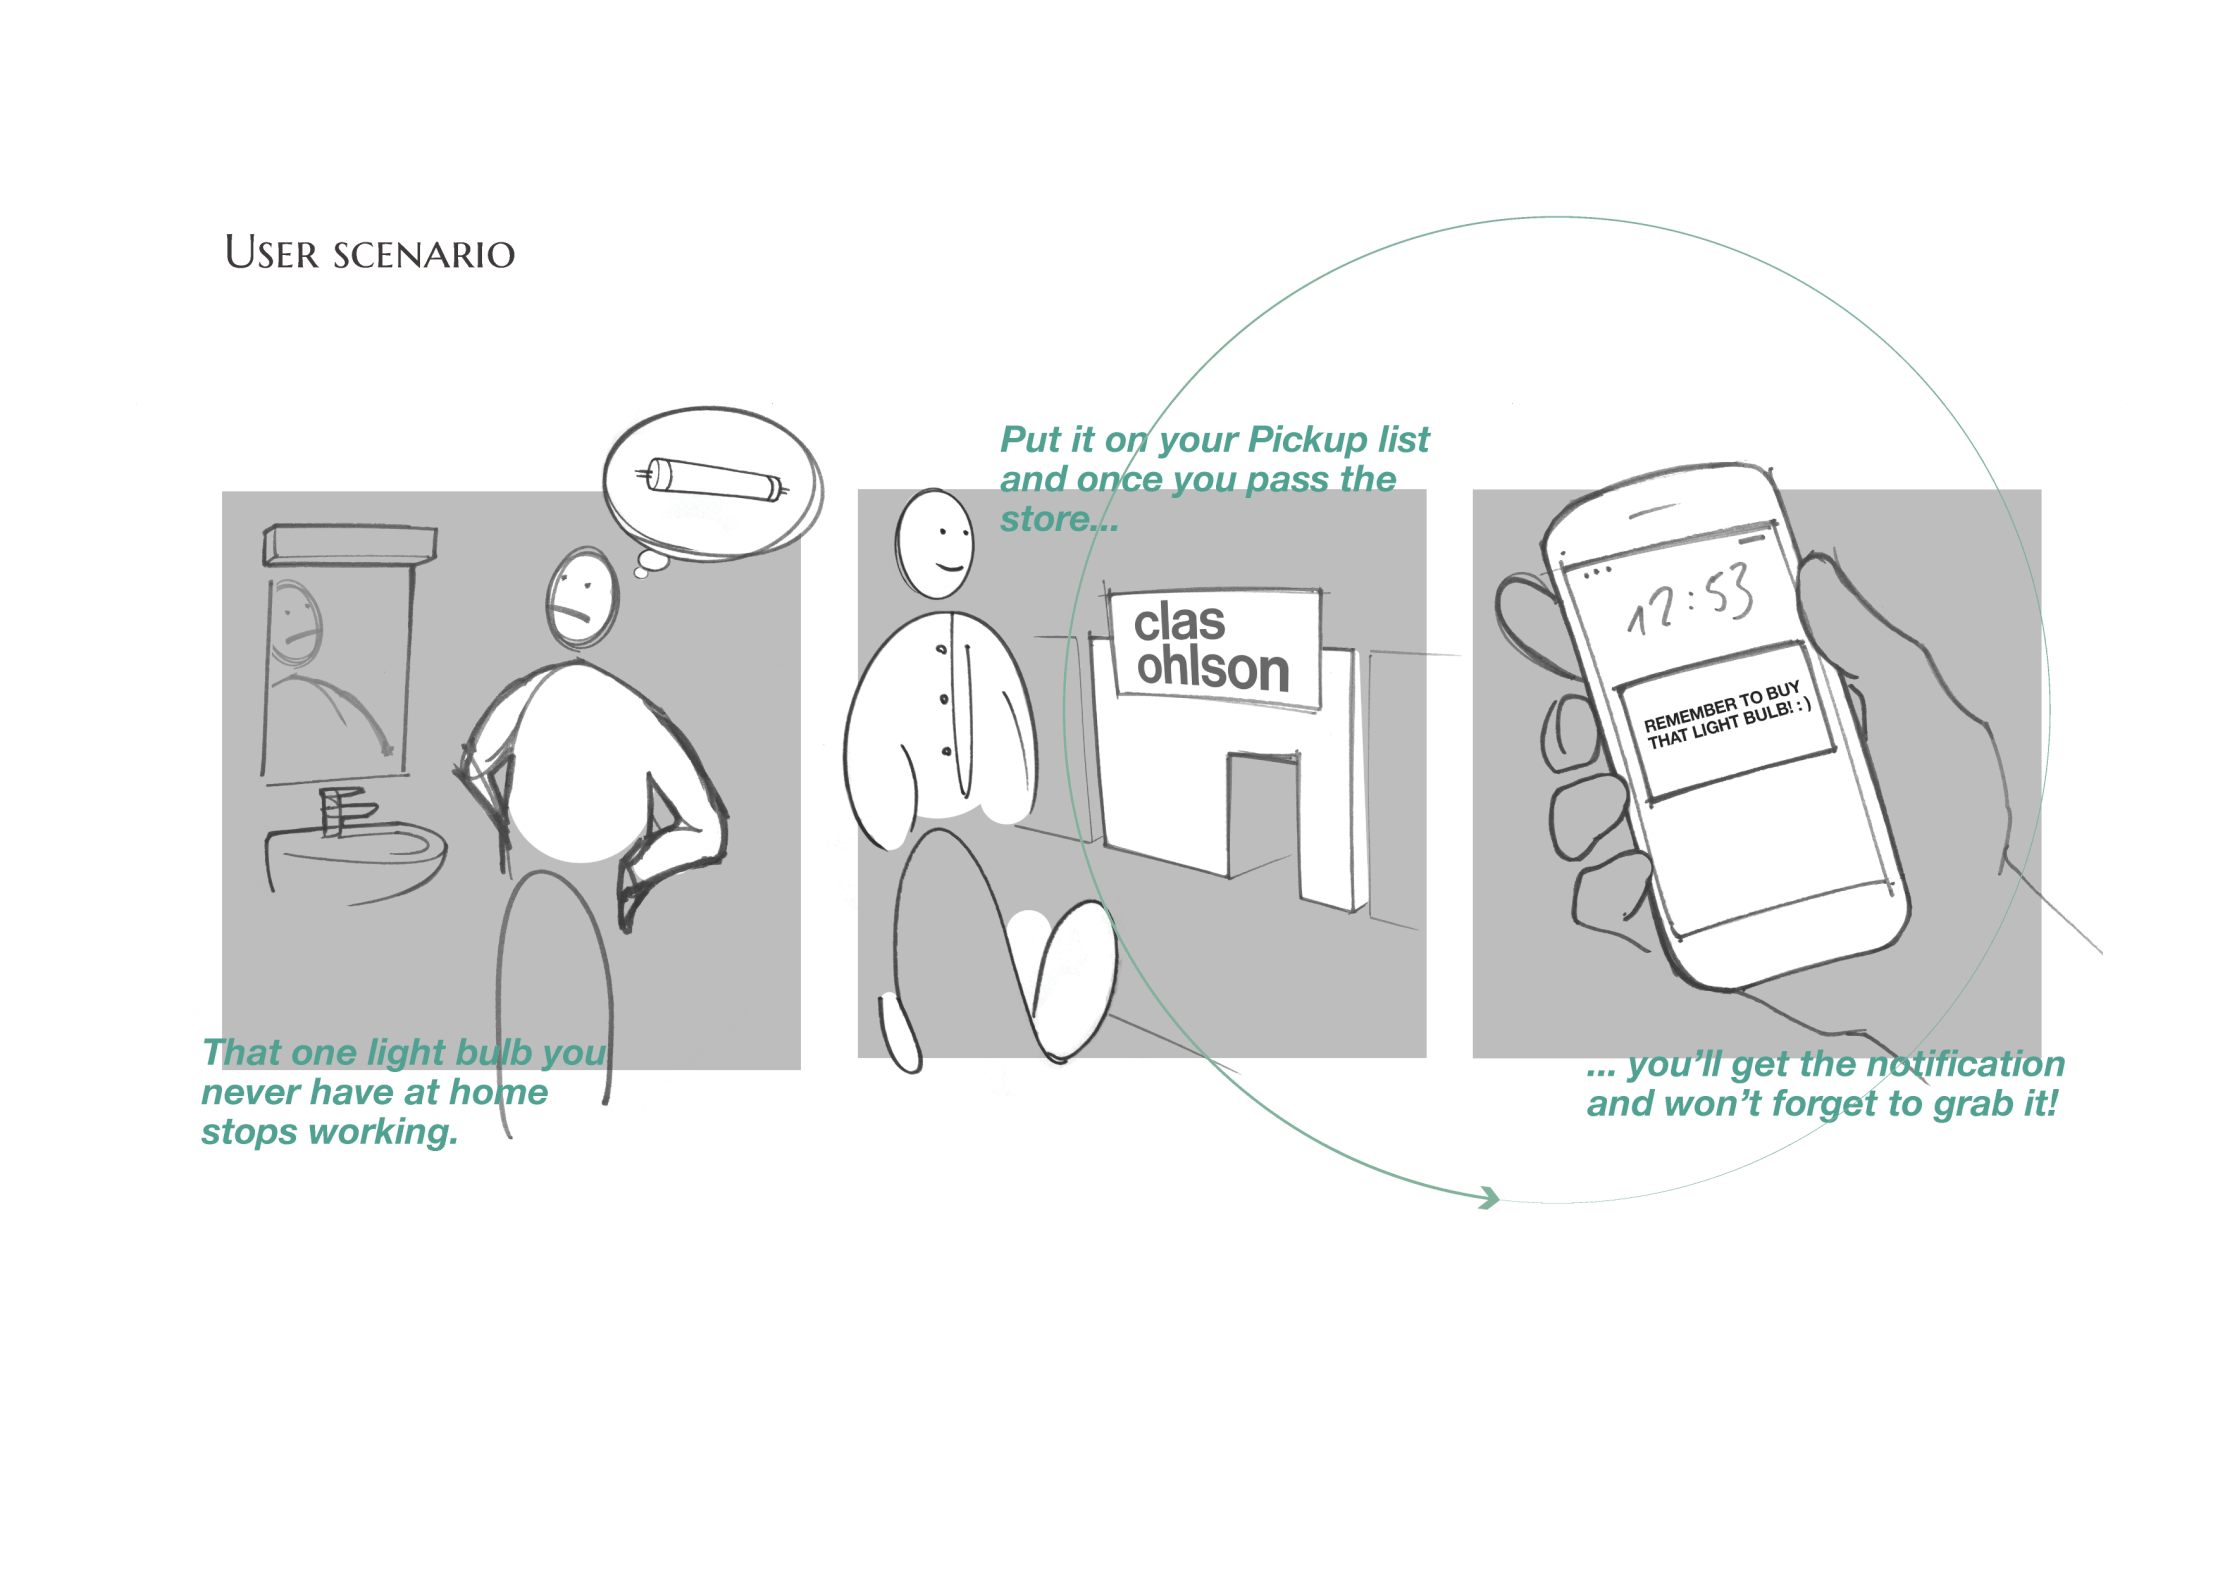 User scenario
Put it on your Pickup list
and once you pass the
store...
clas
ohlson
12:53
REMEMBER TO BUY
THAT LIGHT BULB! : )
That one light bulb you
never have at home
stops working.
... you’ll get the notification
and won’t forget to grab it!